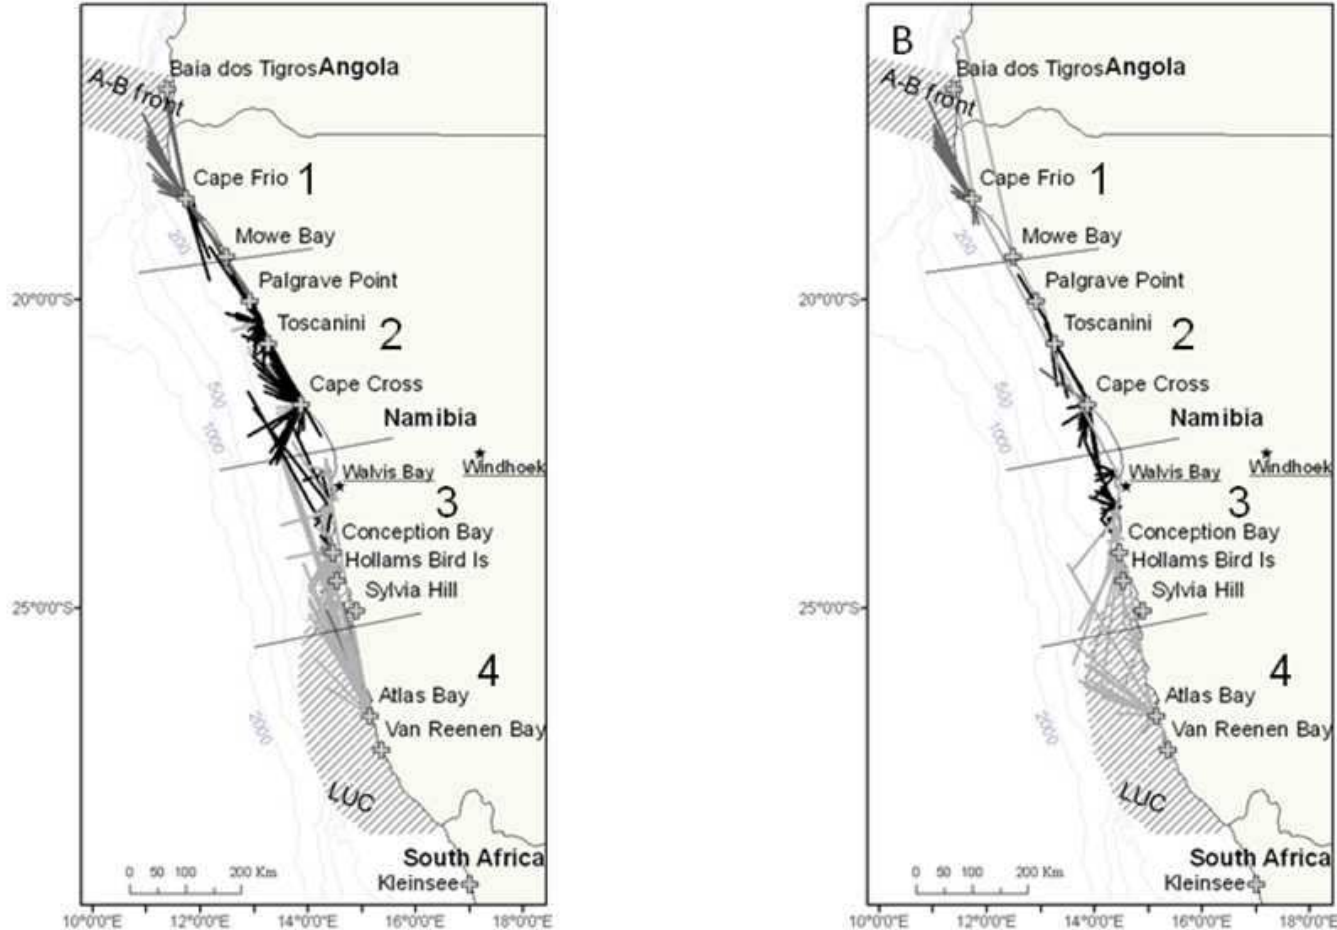 Baia dos Tigros Angola
A-B front
Cape Frio 1
Mowe Bay
200
Palgrave Point
20°0'0"S
Toscanini 2
Cape Cross
500
Namibia
1000
Walvis Bay
Windhoek
3
Conception Bay
Hollams Bird Is
Sylvia Hill
25°0'0"S
4
Atlas Bay
2000
Van Reenen Bay
LUC
South Africa
0 50 100 200 Km
Kleinsee
10°0'0"E 12°0'0"E 14°0'0"E 16°0'0"E 18°0'0"E
B
Baia dos Tigros Angola
A-B front
Cape Frio 1
Mowe Bay
200
Palgrave Point
20°0'0"S
Toscanini 2
Cape Cross
500
Namibia
1000
Walvis Bay
Windhoek
3
Conception Bay
Hollams Bird Is
Sylvia Hill
25°0'0"S
4
Atlas Bay
2000
Van Reenen Bay
LUC
South Africa
0 50 100 200 Km
Kleinsee
10°0'0"E 12°0'0"E 14°0'0"E 16°0'0"E 18°0'0"E